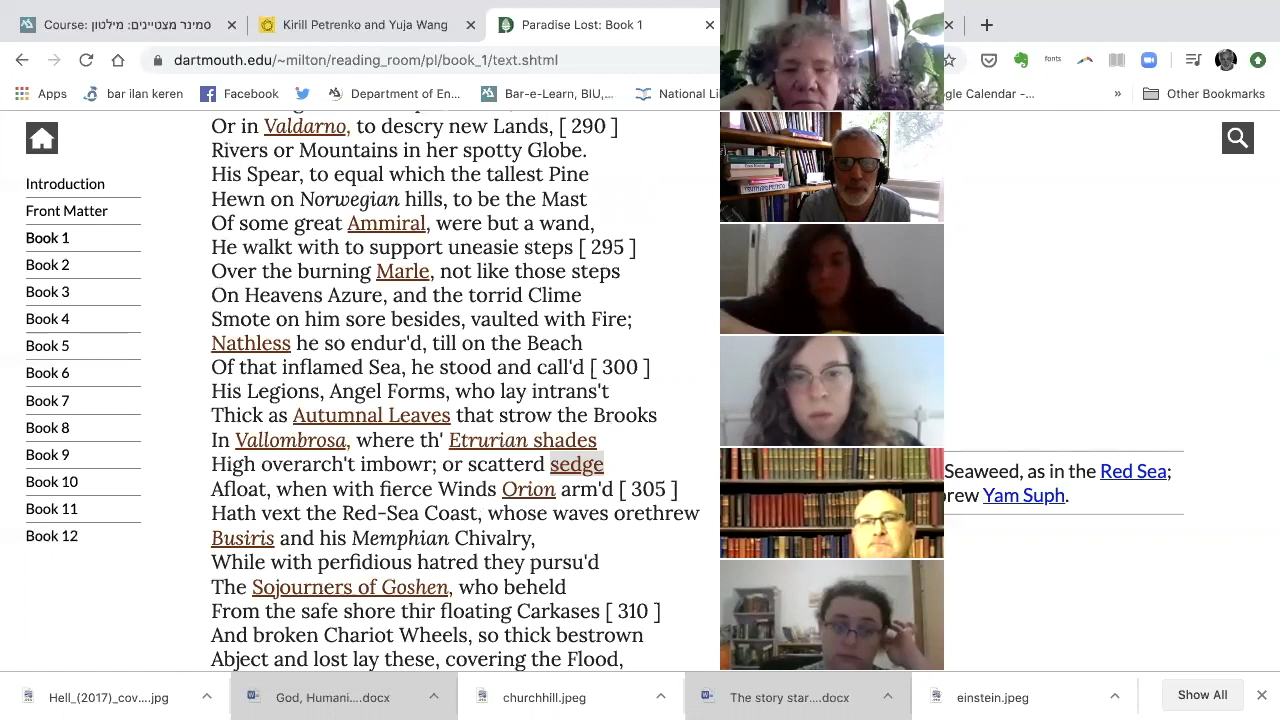 Course: סמינר מצטיינים: מילטון
Kirill Petrenko and Yuja Wang
Paradise Lost: Book 1
dartmouth.edu/~milton/reading_room/pl/book_1/text.shtml
fonts
Apps
bar ilan keren
Facebook
Twitter
Department of En...
Bar-e-Learn, BIU,...
National Li
gle Calendar -...
»
Other Bookmarks
Introduction
Front Matter
Book 1
Book 2
Book 3
Book 4
Book 5
Book 6
Book 7
Book 8
Book 9
Book 10
Book 11
Book 12
Or in Valdarno, to descry new Lands, [ 290 ]
Rivers or Mountains in her spotty Globe.
His Spear, to equal which the tallest Pine
Hewn on Norwegian hills, to be the Mast
Of some great Ammiral, were but a wand,
He walkt with to support uneasie steps [ 295 ]
Over the burning Marle, not like those steps
On Heavens Azure, and the torrid Clime
Smote on him sore besides, vaulted with Fire;
Nathless he so endur'd, till on the Beach
Of that inflamed Sea, he stood and call'd [ 300 ]
His Legions, Angel Forms, who lay intrans't
Thick as Autumnal Leaves that strow the Brooks
In Vallombrosa, where th' Etrurian shades
High overarch't imbowr; or scatterd sedge
Afloat, when with fierce Winds Orion arm'd [ 305 ]
Hath vext the Red-Sea Coast, whose waves orethrew
Busiris and his Memphian Chivalry,
While with perfidious hatred they pursu'd
The Sojourners of Goshen, who beheld
From the safe shore thir floating Carkases [ 310 ]
And broken Chariot Wheels, so thick bestrown
Abject and lost lay these, covering the Flood,
Seaweed, as in the Red Sea;
rew Yam Suph.
Hell_(2017)_cov....jpg
God, Humani....docx
churchhill.jpeg
The story star....docx
einstein.jpeg
Show All